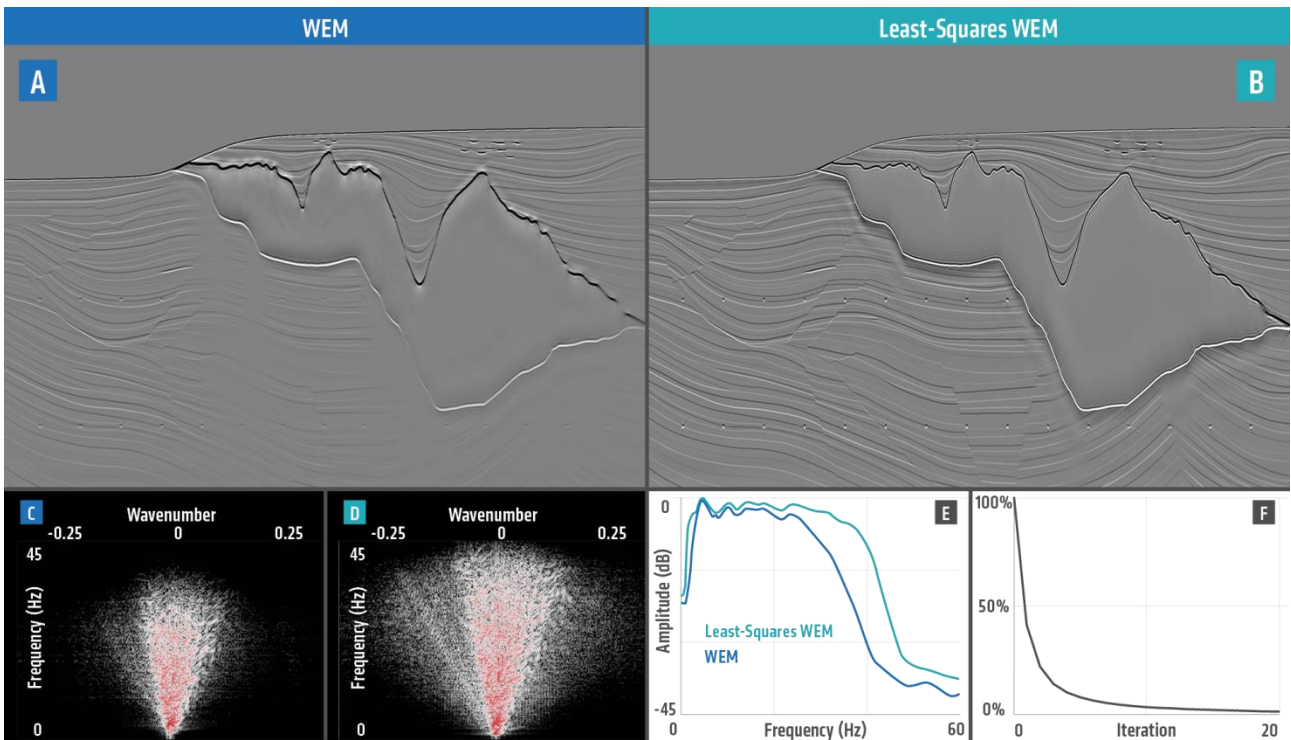 WEM
Least-Squares WEM
A
B
C
Wavenumber
-0.25 0 0.25
45
Frequency (Hz)
0
D
Wavenumber
-0.25 0 0.25
45
Frequency (Hz)
0
E
0
Amplitude (dB)
Least-Squares WEM
WEM
-45
0 Frequency (Hz) 60
F
100%
50%
0%
0 Iteration 20